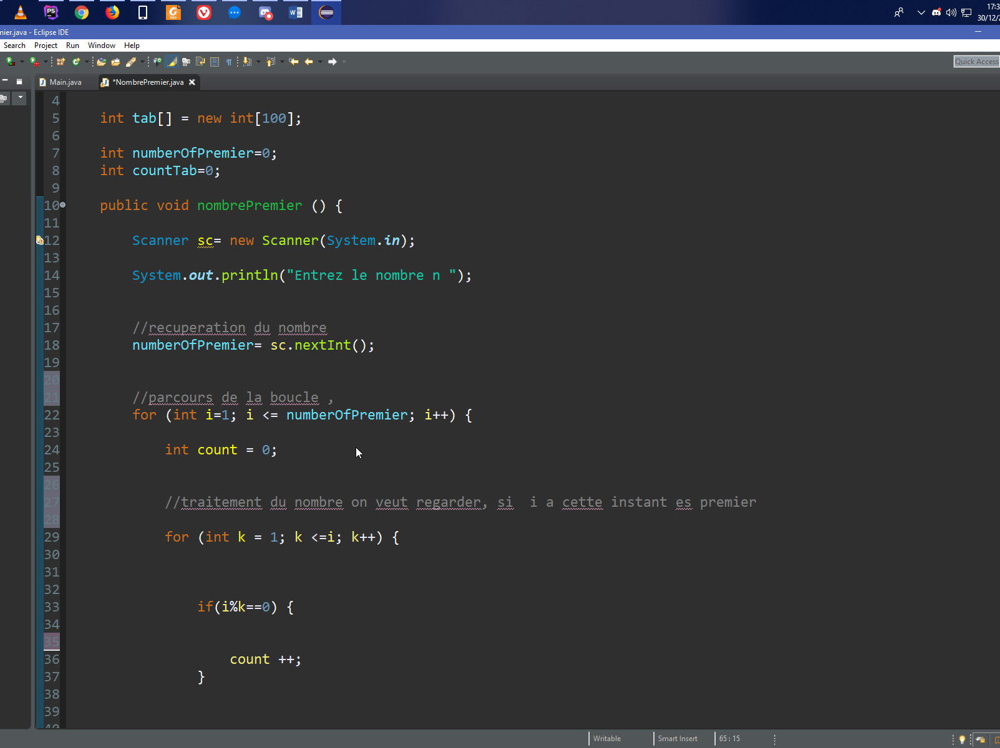 17:3
30/12/2
mier.java - Eclipse IDE
Search Project Run Window Help
Quick Access
Main.java *NombrePremier.java
4
5 int tab[] = new int[100];
6
7 int numberOfPremier=0;
8 int countTab=0;
9
10 public void nombrePremier () {
11
12 Scanner sc= new Scanner(System.in);
13
14 System.out.println("Entrez le nombre n ");
15
16
17 //recuperation du nombre
18 numberOfPremier= sc.nextInt();
19
20
21 //parcours de la boucle ,
22 for (int i=1; i <= numberOfPremier; i++) {
23
24 int count = 0;
25
26
27 //traitement du nombre on veut regarder, si  i a cette instant es premier
28
29 for (int k = 1; k <=i; k++) {
30
31
32
33 if(i%k==0) {
34
35
36 count ++;
37 }
38
39
40
Writable Smart Insert 65 : 15